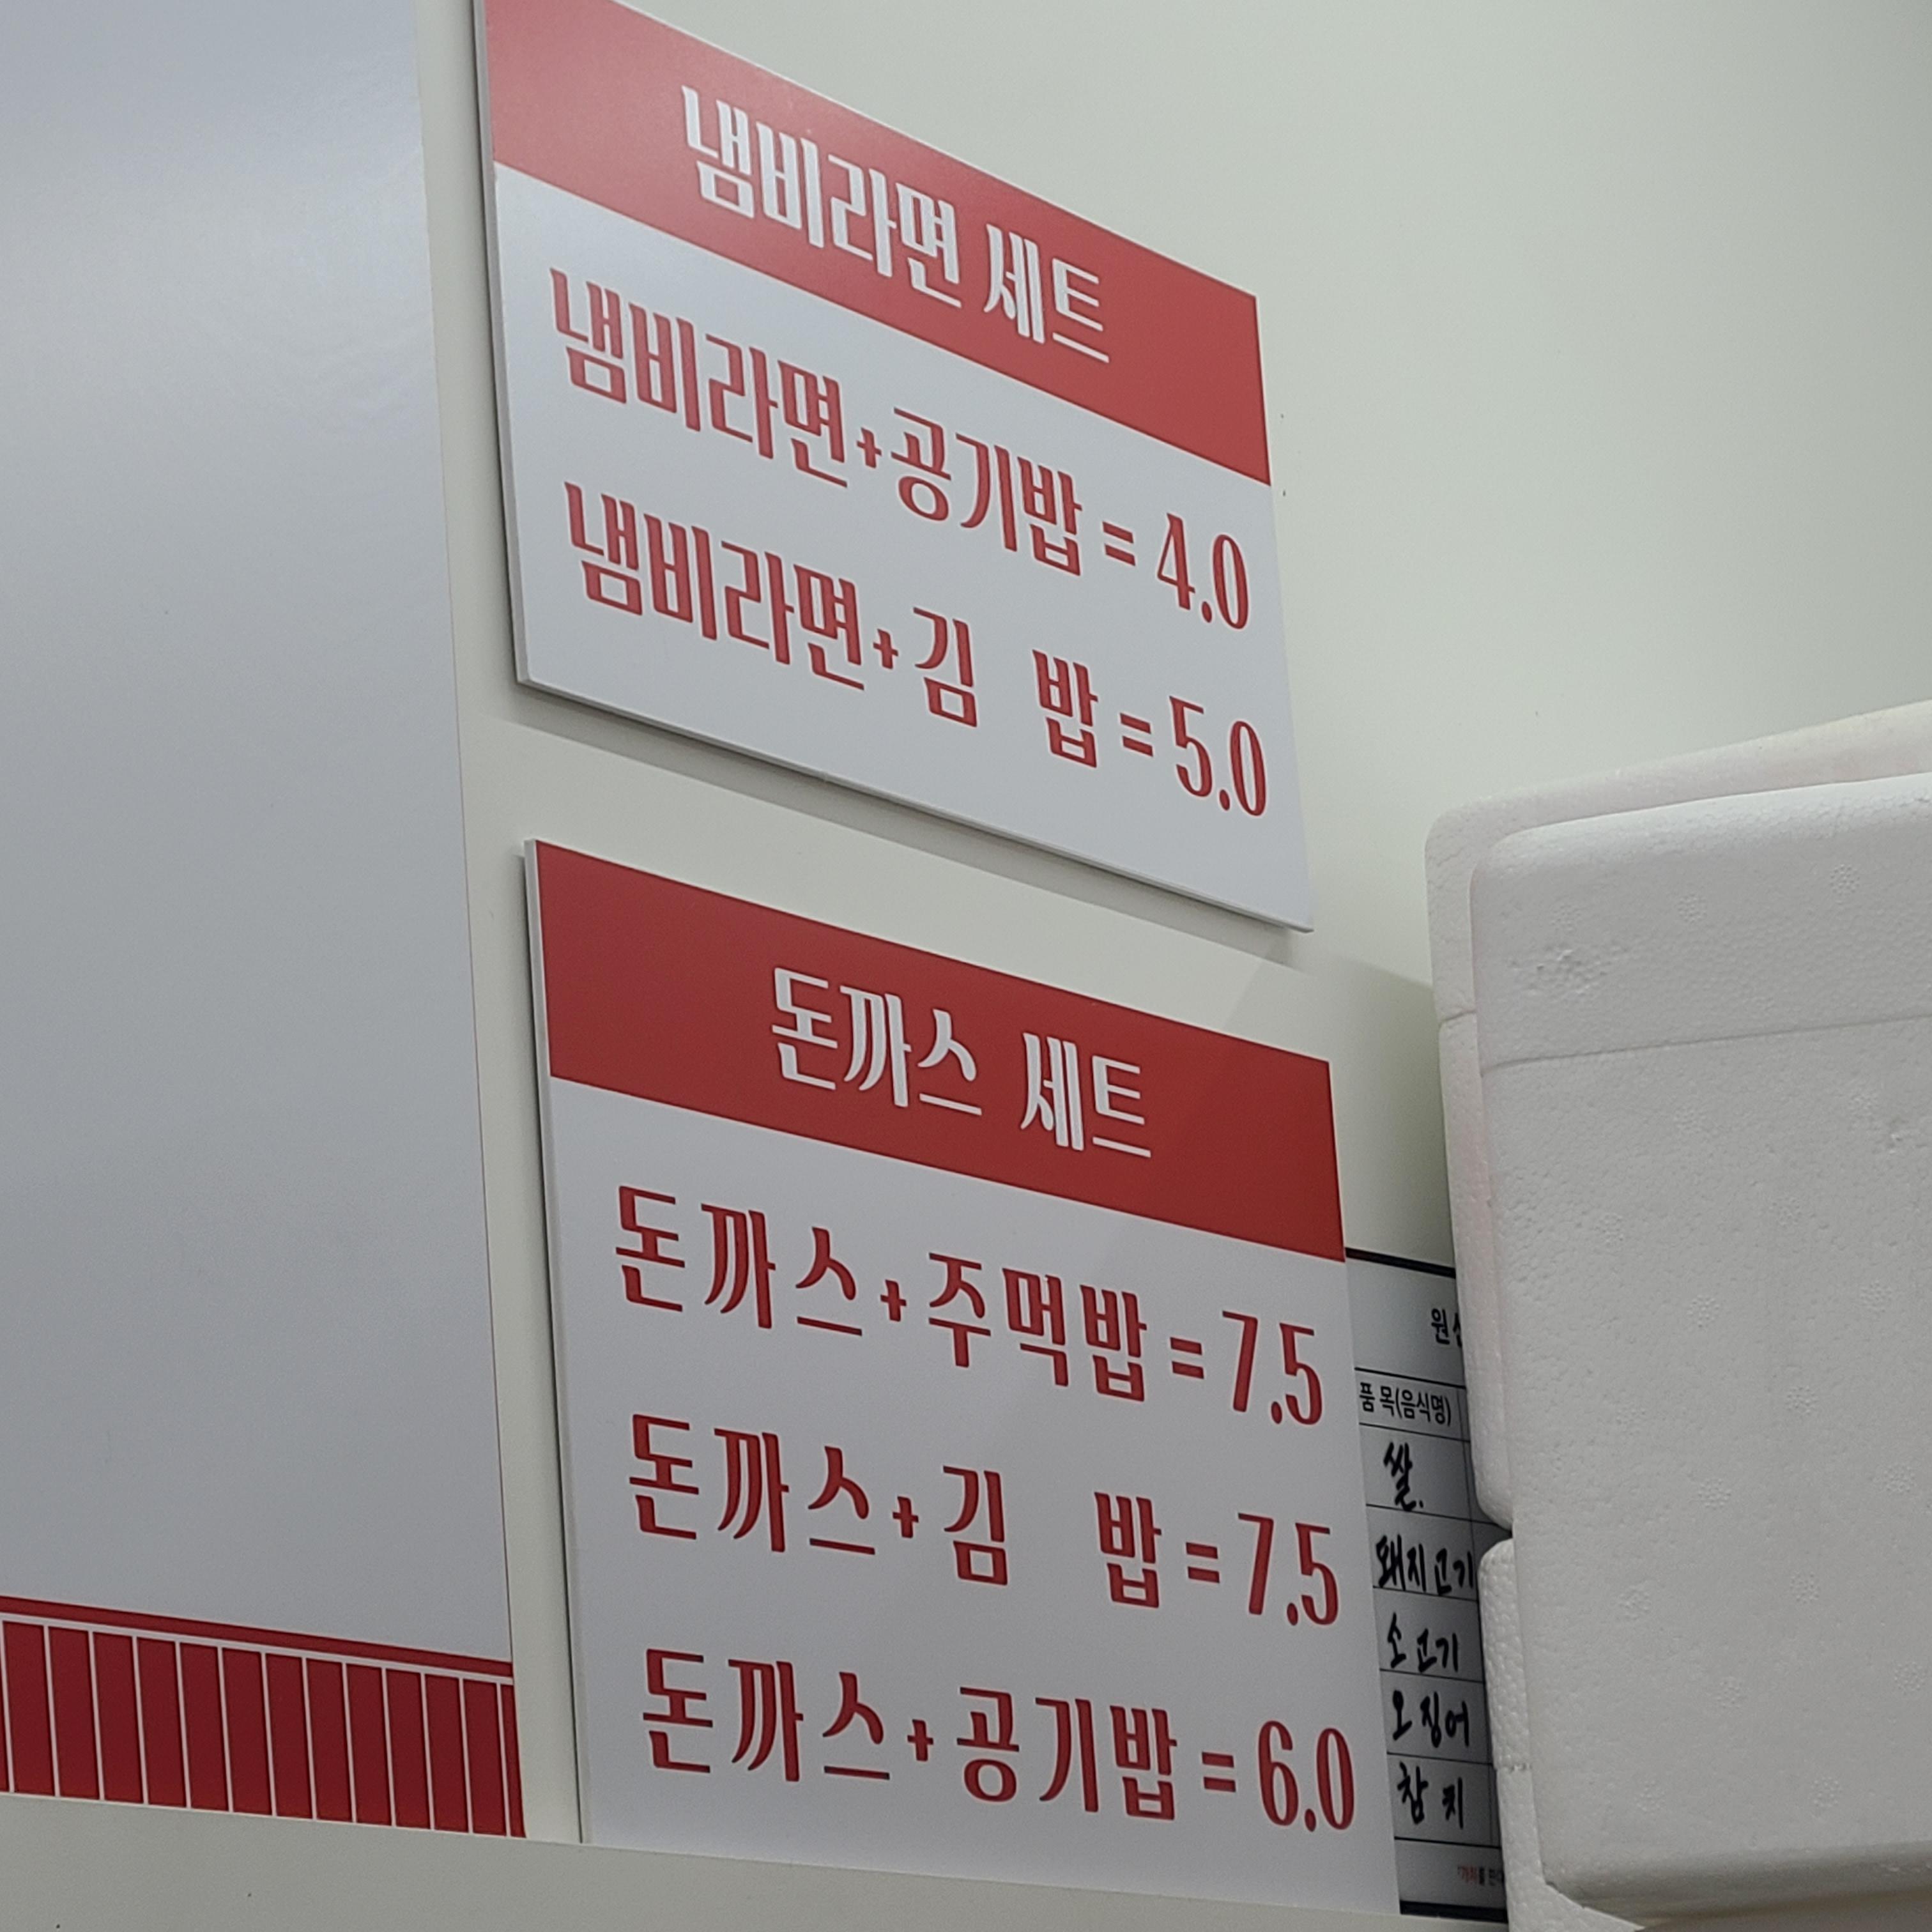 냄비라면 세트
냄비라면+공기밥=4.0
냄비라면+김 밥=5.0
돈까스 세트
돈까스+주먹밥=7.5
돈까스+김 밥=7.5
돈까스+공기밥=6.0
품 목(음식명)
쌀.
돼지고기
소고기
오징어
참치